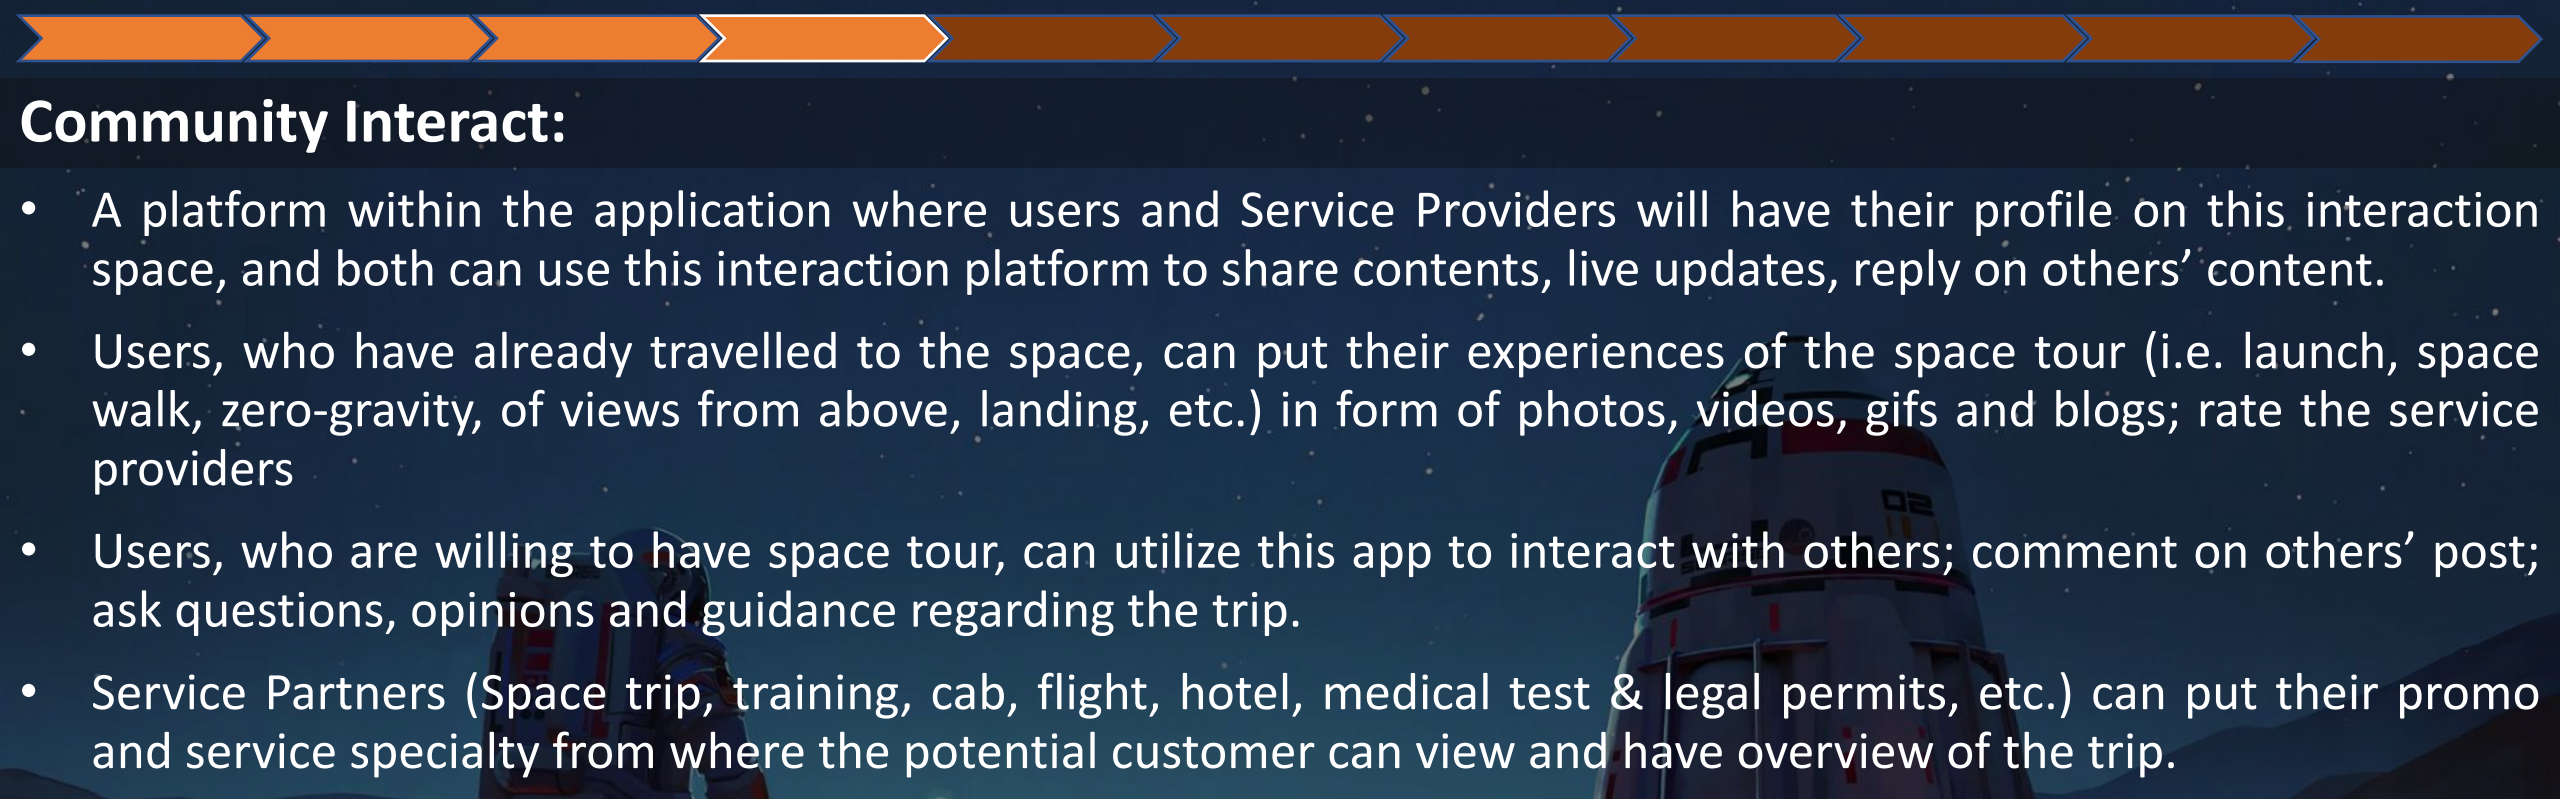 Community Interact:
• A platform within the application where users and Service Providers will have their profile on this interaction
space, and both can use this interaction platform to share contents, live updates, reply on others’ content.
• Users, who have already travelled to the space, can put their experiences of the space tour (i.e. launch, space
walk, zero-gravity, of views from above, landing, etc.) in form of photos, videos, gifs and blogs; rate the service
providers
• Users, who are willing to have space tour, can utilize this app to interact with others; comment on others’ post;
ask questions, opinions and guidance regarding the trip.
• Service Partners (Space trip, training, cab, flight, hotel, medical test & legal permits, etc.) can put their promo
and service specialty from where the potential customer can view and have overview of the trip.
02